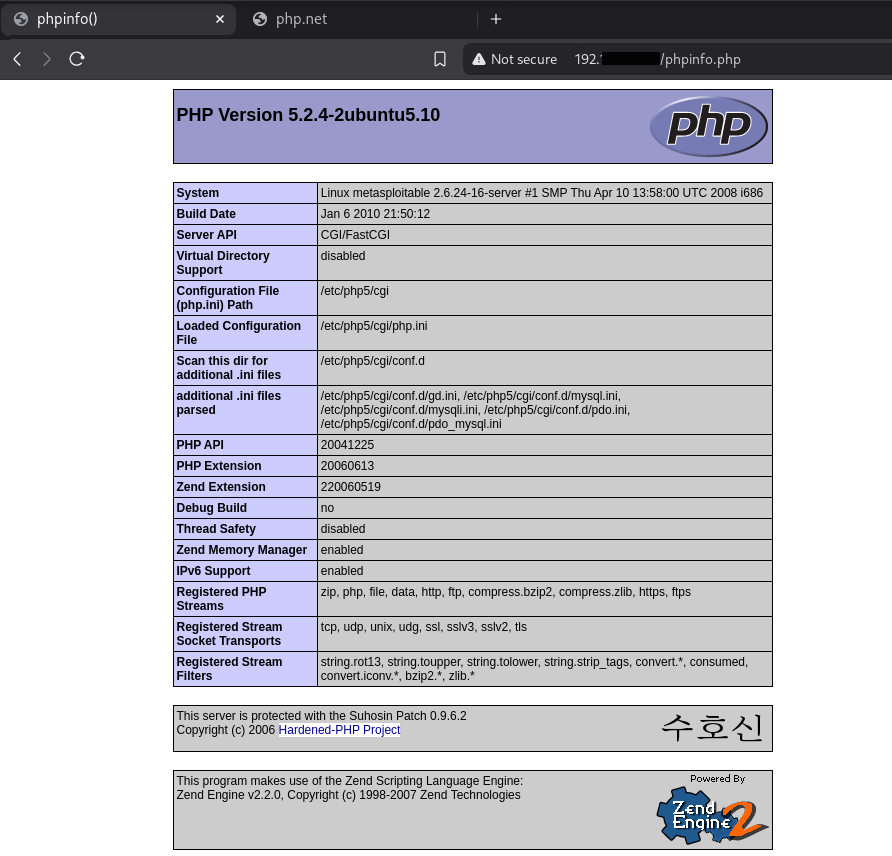 phpinfo()
php.net
Not secure 192. /phpinfo.php
PHP Version 5.2.4-2ubuntu5.10
php
System Linux metasploitable 2.6.24-16-server #1 SMP Thu Apr 10 13:58:00 UTC 2008 i686
Build Date Jan 6 2010 21:50:12
Server API CGI/FastCGI
Virtual Directory disabled
Support
Configuration File /etc/php5/cgi
(php.ini) Path
Loaded Configuration /etc/php5/cgi/php.ini
File
Scan this dir for /etc/php5/cgi/conf.d
additional .ini files
additional .ini files /etc/php5/cgi/conf.d/gd.ini, /etc/php5/cgi/conf.d/mysql.ini,
parsed /etc/php5/cgi/conf.d/mysqli.ini, /etc/php5/cgi/conf.d/pdo.ini,
/etc/php5/cgi/conf.d/pdo_mysql.ini
PHP API 20041225
PHP Extension 20060613
Zend Extension 220060519
Debug Build no
Thread Safety disabled
Zend Memory Manager enabled
IPv6 Support enabled
Registered PHP zip, php, file, data, http, ftp, compress.bzip2, compress.zlib, https, ftps
Streams
Registered Stream tcp, udp, unix, udg, ssl, sslv3, sslv2, tls
Socket Transports
Registered Stream string.rot13, string.toupper, string.tolower, string.strip_tags, convert.*, consumed,
Filters convert.iconv.*, bzip2.*, zlib.*
This server is protected with the Suhosin Patch 0.9.6.2
Copyright (c) 2006 Hardened-PHP Project
수호신
This program makes use of the Zend Scripting Language Engine:
Zend Engine v2.2.0, Copyright (c) 1998-2007 Zend Technologies
Powered By
Zend
Engine 2